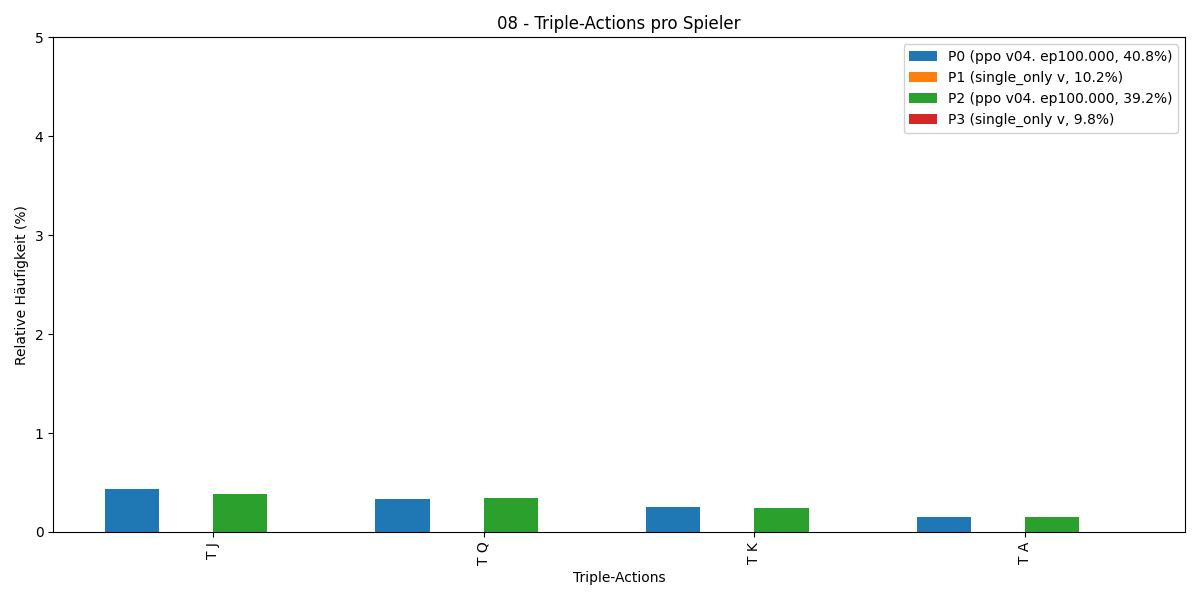 08 - Triple-Actions pro Spieler
P0 (ppo v04. ep100.000, 40.8%)
P1 (single_only v, 10.2%)
P2 (ppo v04. ep100.000, 39.2%)
P3 (single_only v, 9.8%)
Relative Häufigkeit (%)
5
4
3
2
1
0
T J
T Q
T K
T A
Triple-Actions